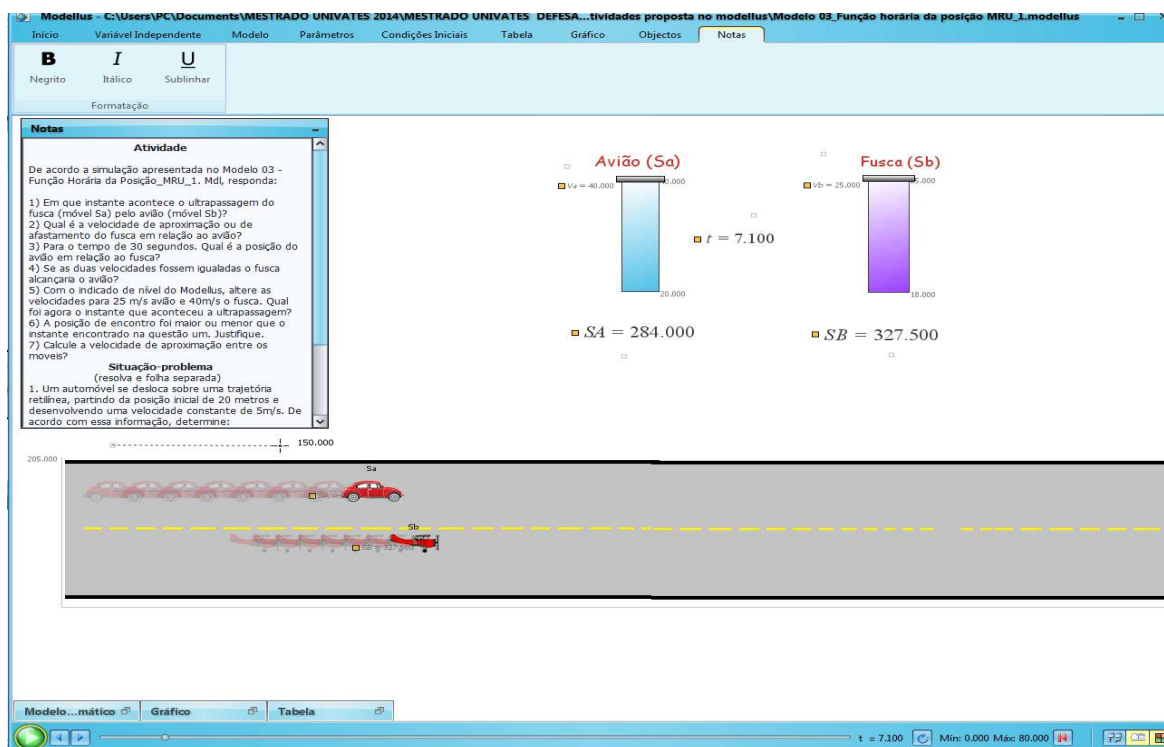 Modellus - C:\Users\PC\Documents\MESTRADO UNIVATES 2014\MESTRADO UNIVATES DEFESA...tividades proposta no modellus\Modelo 03_Função horária da posição MRU_1.modellus
Início Variável Independente Modelo Parâmetros Condições Iniciais Tabela Gráfico Objectos Notas
B I U
Negrito Itálico Sublinhar
Formatação
Notas
Atividade
De acordo a simulação apresentada no Modelo 03 -
Função Horária da Posição_MRU_1. Mdl, responda:
1) Em que instante acontece o ultrapassagem do
fusca (móvel Sa) pelo avião (móvel Sb)?
2) Qual é a velocidade de aproximação ou de
afastamento do fusca em relação ao avião?
3) Para o tempo de 30 segundos. Qual é a posição do
avião em relação ao fusca?
4) Se as duas velocidades fossem igualadas o fusca
alcançaria o avião?
5) Com o indicado de nível do Modellus, altere as
velocidades para 25 m/s avião e 40m/s o fusca. Qual
foi agora o instante que aconteceu a ultrapassagem?
6) A posição de encontro foi maior ou menor que o
instante encontrado na questão um. Justifique.
7) Calcule a velocidade de aproximação entre os
moveis?
Situação-problema
(resolva e folha separada)
1. Um automóvel se desloca sobre uma trajetória
retilínea, partindo da posição inicial de 20 metros e
desenvolvendo uma velocidade constante de 5m/s. De
acordo com essa informação, determine:
Avião (Sa)
Va = 40.000
20.000
t = 7.100
SA = 284.000
Fusca (Sb)
Vb = 25.000
18.000
SB = 327.500
150.000
205.000
Sa
Sb
SB = 327.500
Modelo...mático Gráfico Tabela
t = 7.100 Mín: 0.000 Máx: 80.000